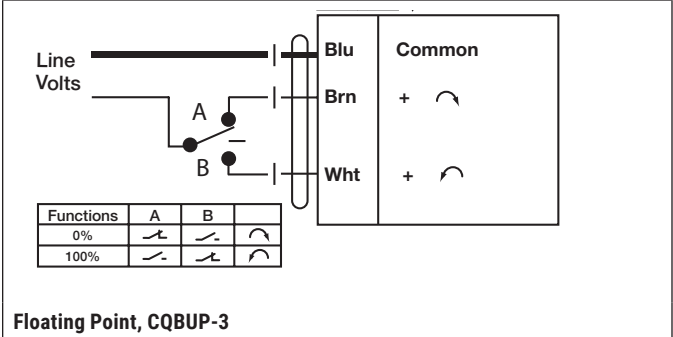 Line
Volts
Blu Common
Brn +
Wht +
A
B
Functions A B
0%
100%
Floating Point, CQBUP-3